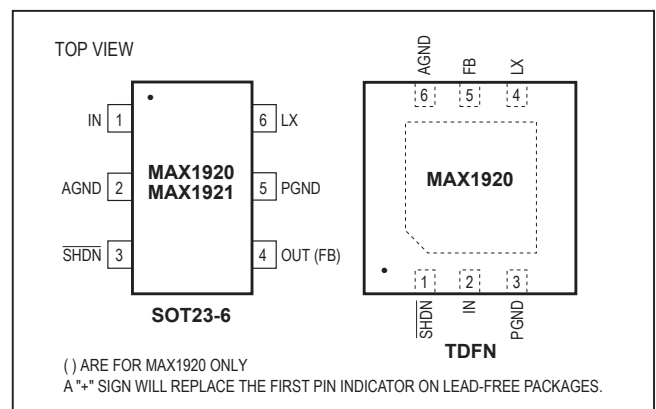 TOP VIEW
IN 1
AGND 2
SHDN 3
6 LX
5 PGND
4 OUT (FB)
MAX1920
MAX1921
SOT23-6
AGND FB LX
6 5 4
MAX1920
1 2 3
SHDN IN PGND
TDFN
( ) ARE FOR MAX1920 ONLY
A "+" SIGN WILL REPLACE THE FIRST PIN INDICATOR ON LEAD-FREE PACKAGES.